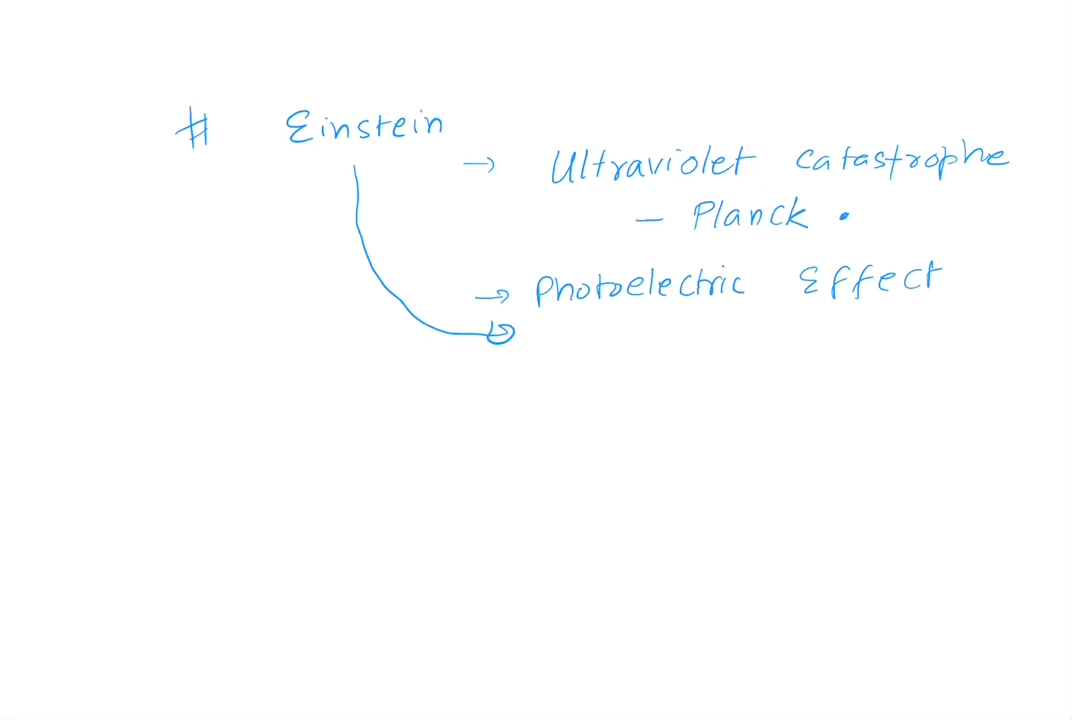 # Einstein
→ Ultraviolet catastrophe
- Planck •
→ Photoelectric Effect